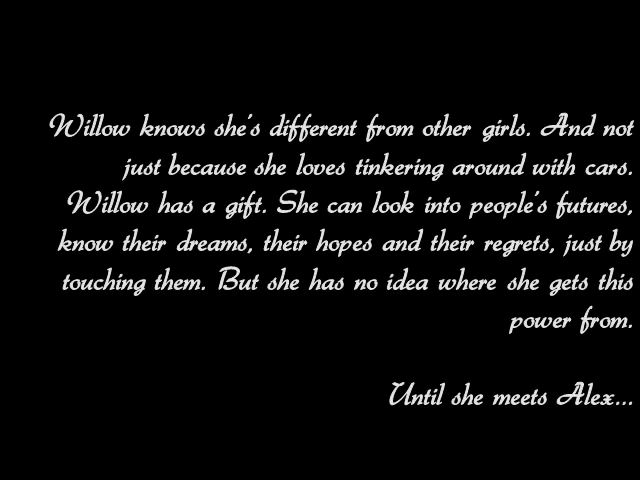 Willow knows she's different from other girls. And not
just because she loves tinkering around with cars.
Willow has a gift. She can look into people's futures,
know their dreams, their hopes and their regrets, just by
touching them. But she has no idea where she gets this
power from.
Until she meets Alex...